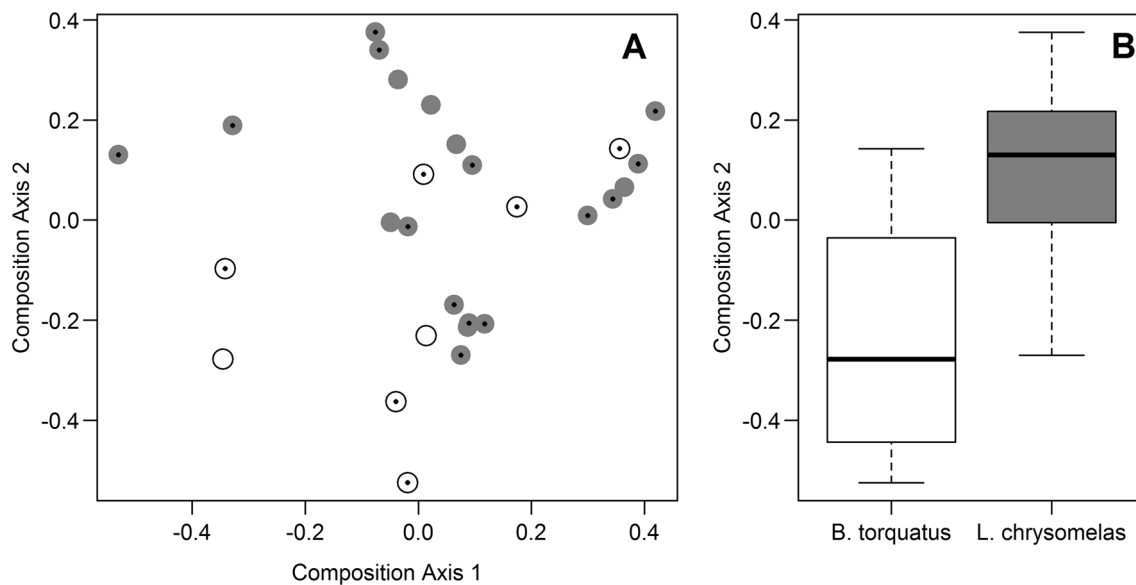 A
Composition Axis 2
0.4
0.2
0.0
-0.2
-0.4
-0.4
-0.2
0.0
0.2
0.4
Composition Axis 1
B
Composition Axis 2
0.4
0.2
0.0
-0.2
-0.4
B. torquatus
L. chrysomelas